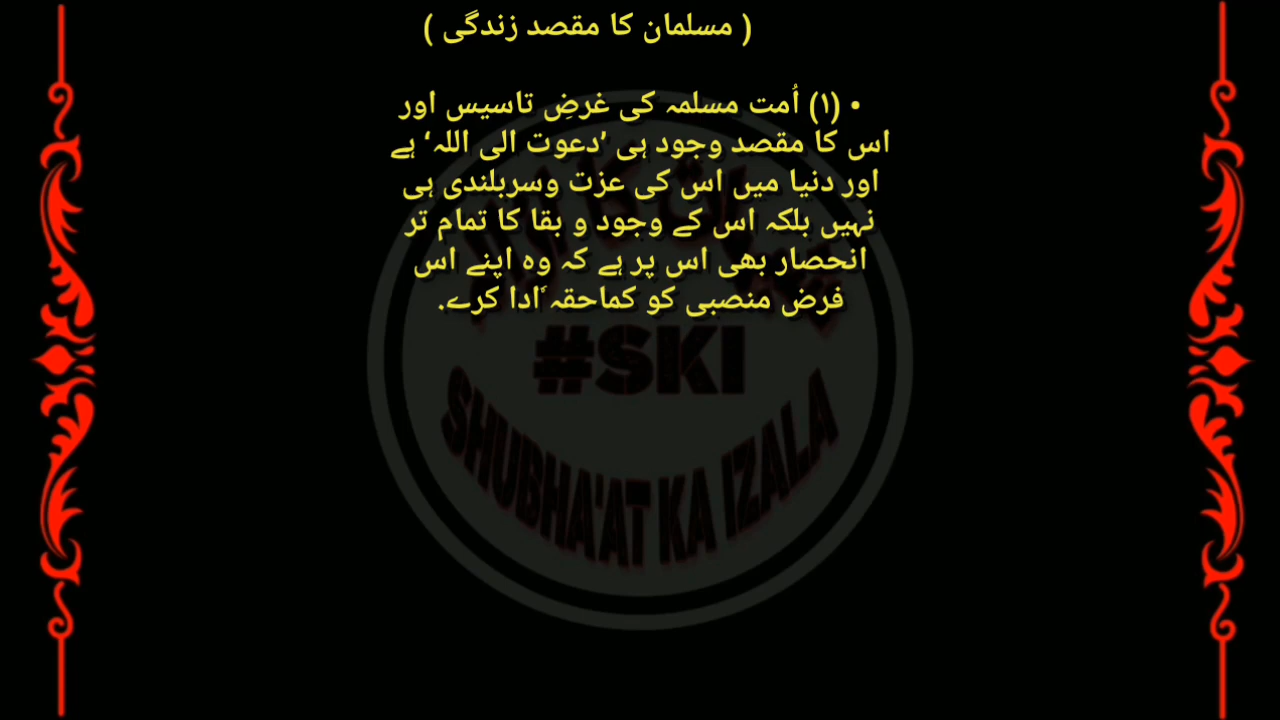 ( مسلمان کا مقصد زندگی )
• (۱) اُمت مسلمہ کی غرضِ تاسیس اور
اس کا مقصد وجود ہی ’دعوت الی اللہ‘ ہے
اور دنیا میں اس کی عزت وسربلندی ہی
نہیں بلکہ اس کے وجود و بقا کا تمام تر
انحصار بھی اس پر ہے کہ وہ اپنے اس
فرض منصبی کو کماحقہ ٗادا کرے.
#SKI
SHUBHA'AT KA IZALA